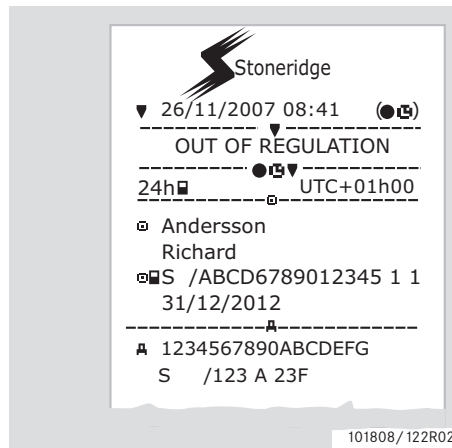 Stoneridge
26/11/2007 08:41 ( )
OUT OF REGULATION
24h UTC+01h00
Andersson
Richard
S /ABCD6789012345 1 1
31/12/2012
1234567890ABCDEFG
S /123 A 23F
101808/122R02